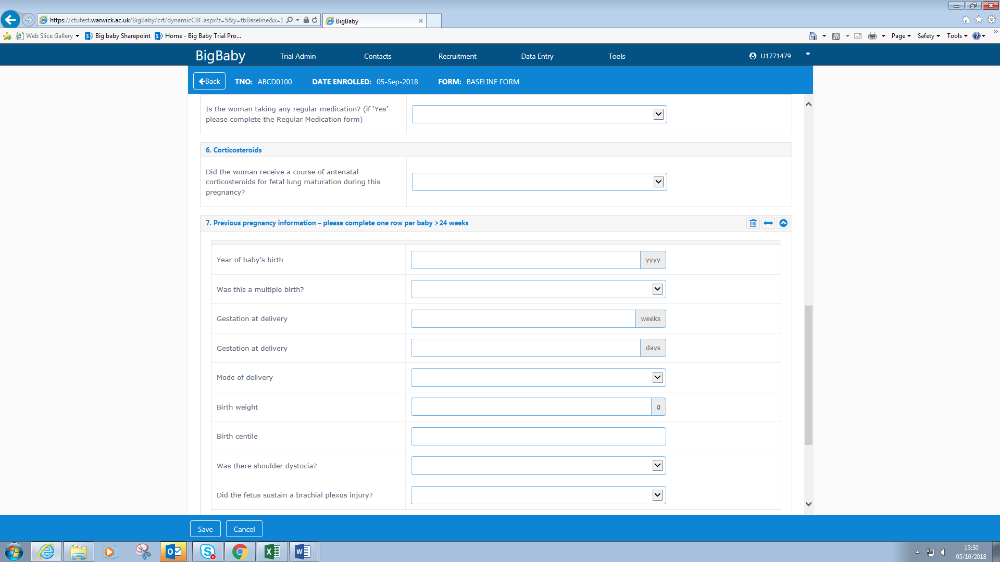 https://ctutest.warwick.ac.uk/BigBaby/crf/dynamicCRF.aspx?z=5&y=tbBaseline&x=1
BigBaby
Web Slice Gallery
Big baby Sharepoint
Home - Big Baby Trial Pro...
Page
Safety
Tools
BigBaby
Trial Admin
Contacts
Recruitment
Data Entry
Tools
U1771479
Back
TNO: ABCD0100
DATE ENROLLED: 05-Sep-2018
FORM: BASELINE FORM
Is the woman taking any regular medication? (if ‘Yes’
please complete the Regular Medication form)
6. Corticosteroids
Did the woman receive a course of antenatal
corticosteroids for fetal lung maturation during this
pregnancy?
7. Previous pregnancy information – please complete one row per baby ≥24 weeks
Year of baby’s birth
yyyy
Was this a multiple birth?
Gestation at delivery
weeks
Gestation at delivery
days
Mode of delivery
Birth weight
g
Birth centile
Was there shoulder dystocia?
Did the fetus sustain a brachial plexus injury?
Save
Cancel
13:50
05/10/2018